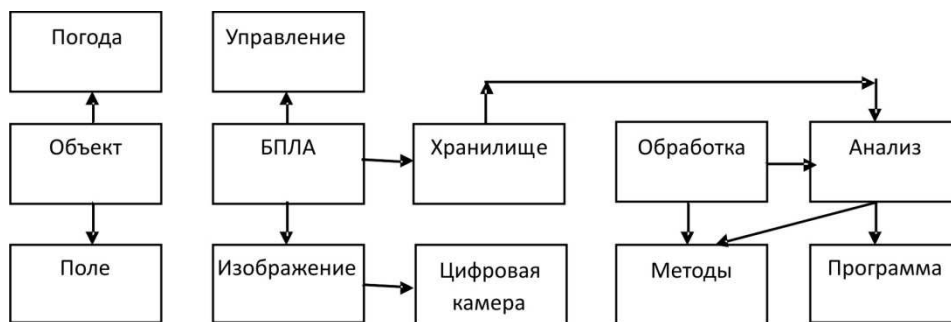 Погода
Управление
Объект
БПЛА
Хранилище
Обработка
Анализ
Поле
Изображение
Цифровая
камера
Методы
Программа